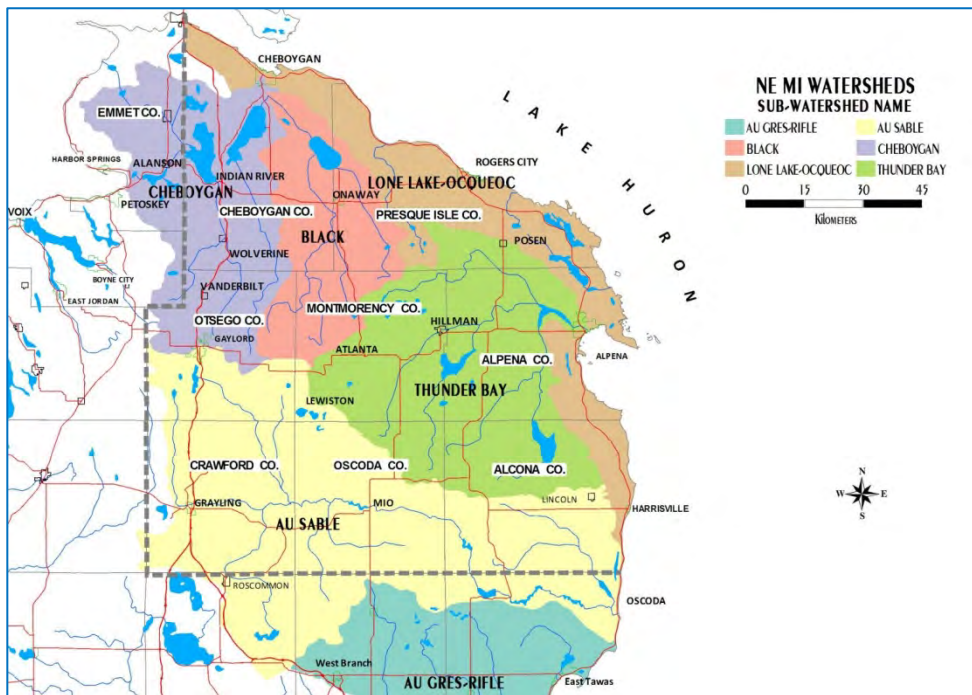 CHEBOYGAN
EMMET CO.
HARBOR SPRINGS
ALANSON
ROGERS CITY
INDIAN RIVER
CHEBOYGAN
LONE LAKE-OCQUEOC
ONAWAY
PETOSKEY
VOIX
CHEBOYGAN CO.
PRESQUE ISLE CO.
BLACK
POSEN
WOLVERINE
BOYNE CITY
VANDERBILT
EAST JORDAN
MONTMORENCY CO.
OTSEGO CO.
HILLMAN
GAYLORD
ATLANTA
ALPENA CO.
ALPENA
THUNDER BAY
LEWISTON
CRAWFORD CO.
OSCODA CO.
ALCONA CO.
LINCOLN
GRAYLING
MIO
HARRISVILLE
AU SABLE
ROSCOMMON
OSCODA
West Branch
AU GRES-RIFLE
East Tawas
LAKE HURON
NE MI WATERSHEDS
SUB-WATERSHED NAME
AU GRES-RIFLE
AU SABLE
BLACK
CHEBOYGAN
LONE LAKE-OCQUEOC
THUNDER BAY
0 15 30 45
Kilometers
N
W E
S